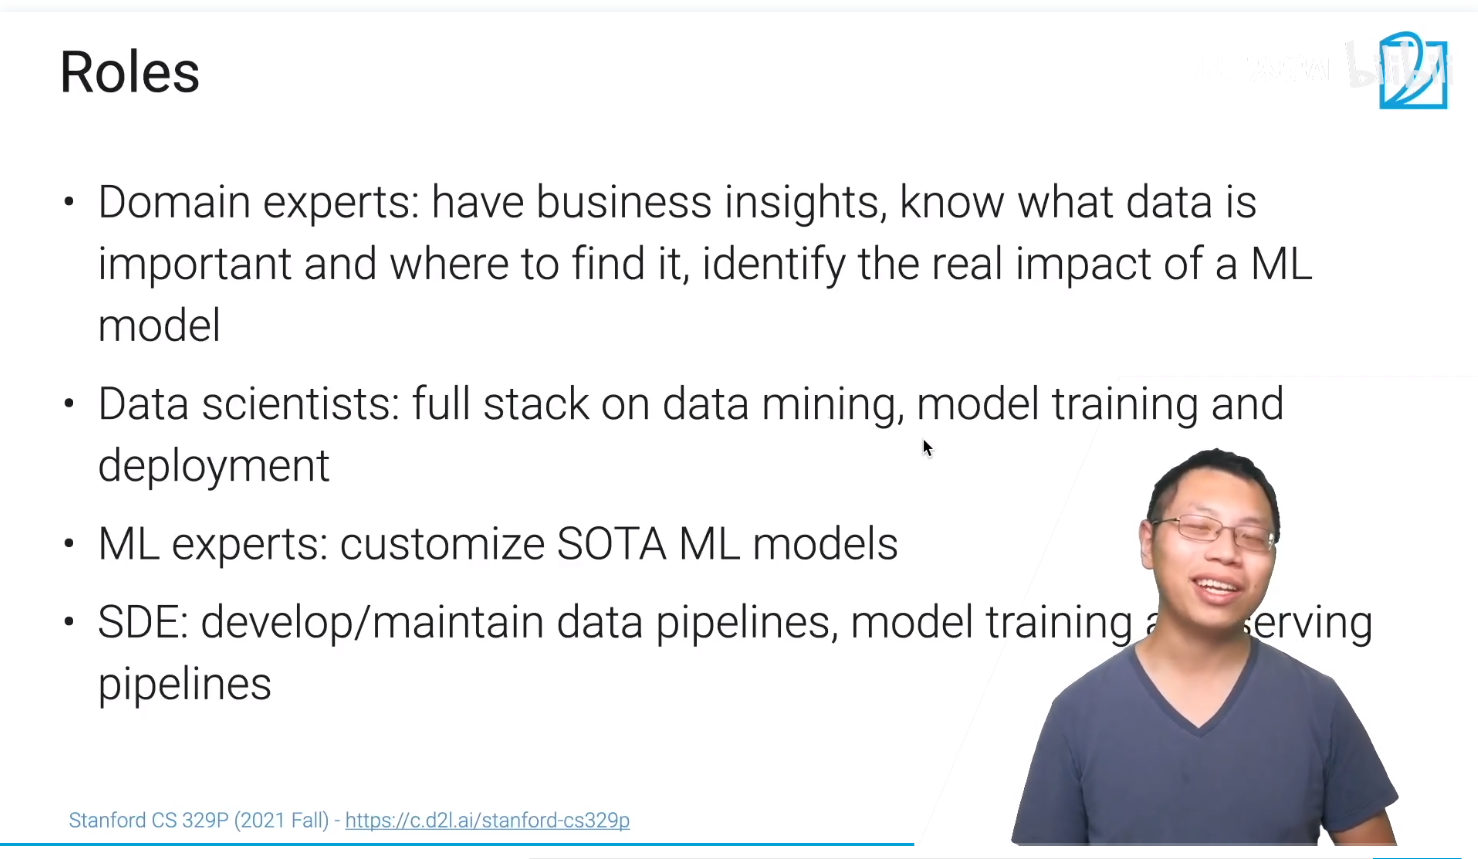 Roles
bilibili
• Domain experts: have business insights, know what data is
important and where to find it, identify the real impact of a ML
model
• Data scientists: full stack on data mining, model training and
deployment
• ML experts: customize SOTA ML models
• SDE: develop/maintain data pipelines, model training serving
pipelines
Stanford CS 329P (2021 Fall) - https://c.d2l.ai/stanford-cs329p